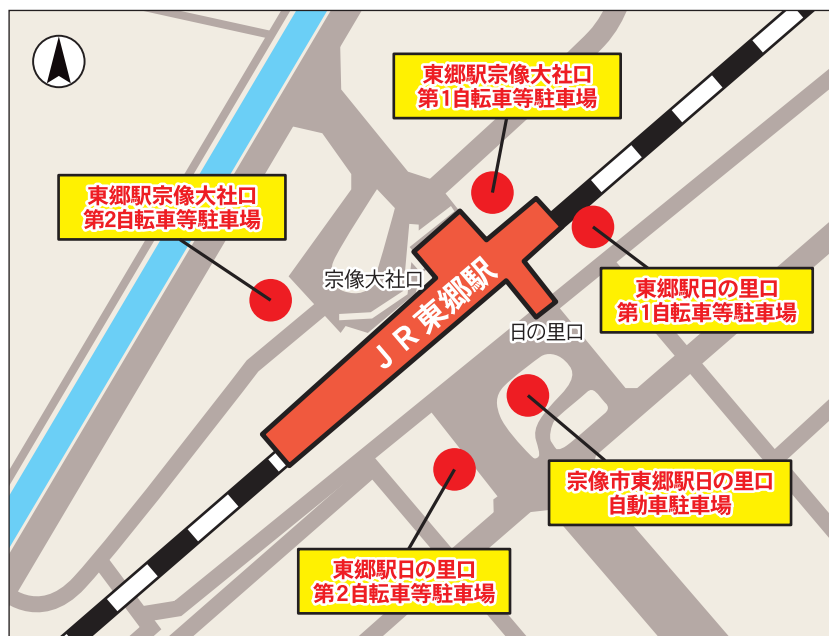 東郷駅宗像大社口
第1自転車等駐車場
東郷駅宗像大社口
第2自転車等駐車場
宗像大社口
JR東郷駅
東郷駅日の里口
第1自転車等駐車場
日の里口
宗像市東郷駅日の里口
自動車駐車場
東郷駅日の里口
第2自転車等駐車場